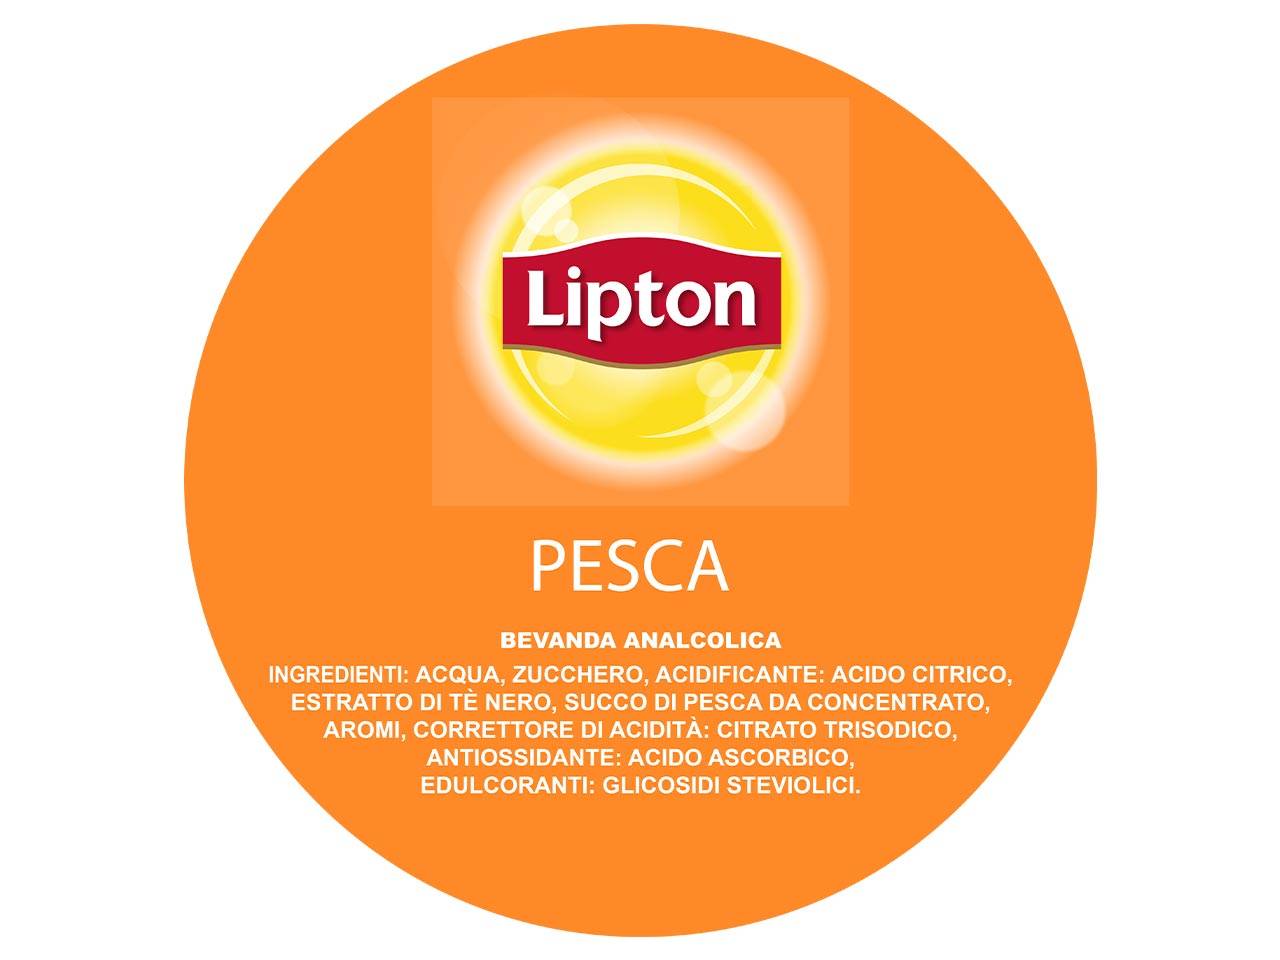 Lipton
PESCA
BEVANDA ANALCOLICA
INGREDIENTI: ACQUA, ZUCCHERO, ACIDIFICANTE: ACIDO CITRICO,
ESTRATTO DI TÈ NERO, SUCCO DI PESCA DA CONCENTRATO,
AROMI, CORRETTORE DI ACIDITÀ: CITRATO TRISODICO,
ANTIOSSIDANTE: ACIDO ASCORBICO,
EDULCORANTI: GLICOSIDI STEVIOLICI.